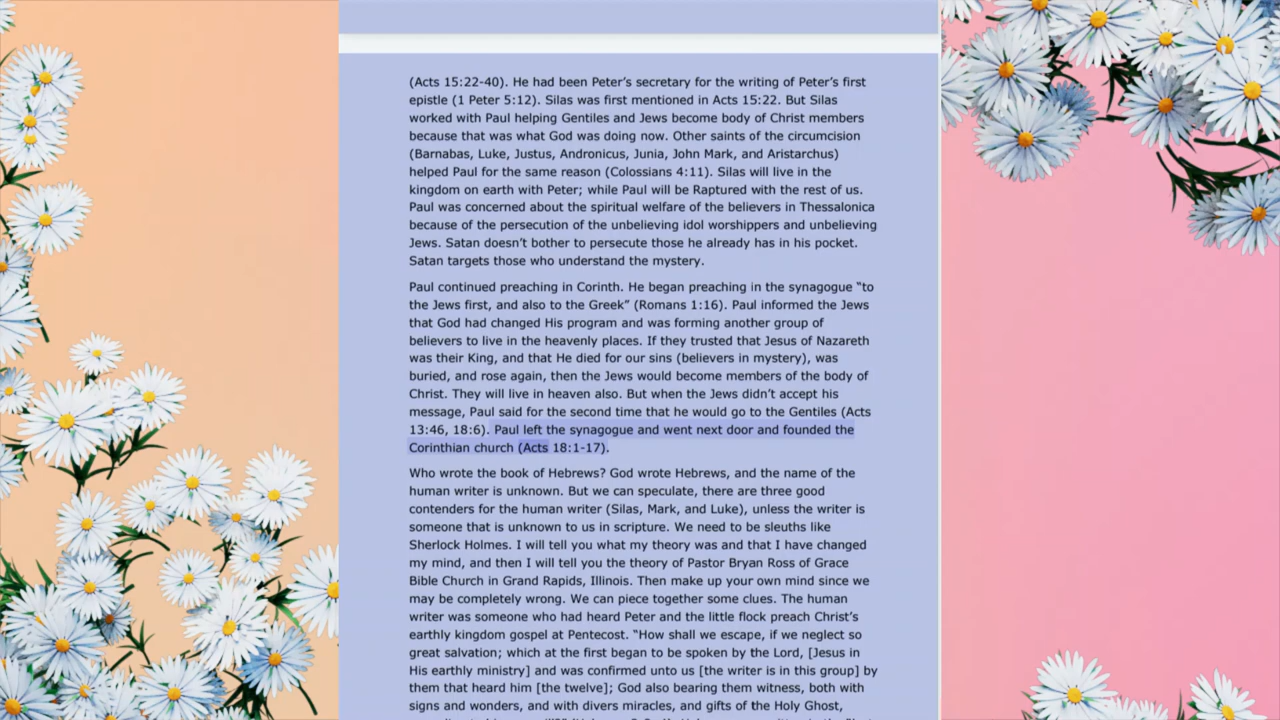 (Acts 15:22-40). He had been Peter’s secretary for the writing of Peter’s first
epistle (1 Peter 5:12). Silas was first mentioned in Acts 15:22. But Silas
worked with Paul helping Gentiles and Jews become body of Christ members
because that was what God was doing now. Other saints of the circumcision
(Barnabas, Luke, Justus, Andronicus, Junia, John Mark, and Aristarchus)
helped Paul for the same reason (Colossians 4:11). Silas will live in the
kingdom on earth with Peter; while Paul will be Raptured with the rest of us.
Paul was concerned about the spiritual welfare of the believers in Thessalonica
because of the persecution of the unbelieving idol worshippers and unbelieving
Jews. Satan doesn’t bother to persecute those he already has in his pocket.
Satan targets those who understand the mystery.
Paul continued preaching in Corinth. He began preaching in the synagogue “to
the Jews first, and also to the Greek” (Romans 1:16). Paul informed the Jews
that God had changed His program and was forming another group of
believers to live in the heavenly places. If they trusted that Jesus of Nazareth
was their King, and that He died for our sins (believers in mystery), was
buried, and rose again, then the Jews would become members of the body of
Christ. They will live in heaven also. But when the Jews didn’t accept his
message, Paul said for the second time that he would go to the Gentiles (Acts
13:46, 18:6). Paul left the synagogue and went next door and founded the
Corinthian church (Acts 18:1-17).
Who wrote the book of Hebrews? God wrote Hebrews, and the name of the
human writer is unknown. But we can speculate, there are three good
contenders for the human writer (Silas, Mark, and Luke), unless the writer is
someone that is unknown to us in scripture. We need to be sleuths like
Sherlock Holmes. I will tell you what my theory was and that I have changed
my mind, and then I will tell you the theory of Pastor Bryan Ross of Grace
Bible Church in Grand Rapids, Illinois. Then make up your own mind since we
may be completely wrong. We can piece together some clues. The human
writer was someone who had heard Peter and the little flock preach Christ’s
earthly kingdom gospel at Pentecost. “How shall we escape, if we neglect so
great salvation; which at the first began to be spoken by the Lord, [Jesus in
His earthly ministry] and was confirmed unto us [the writer is in this group] by
them that heard him [the twelve]; God also bearing them witness, both with
signs and wonders, and with divers miracles, and gifts of the Holy Ghost,